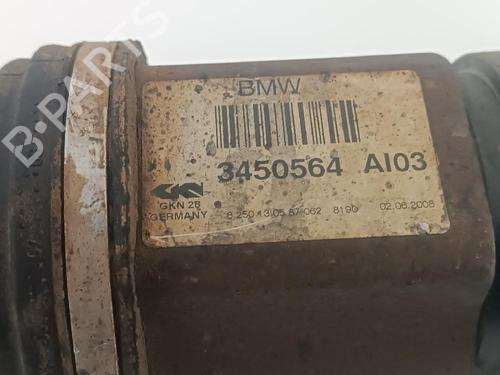 BMW
3450564 AI03
GKN
GKN 28
GERMANY 8 250 13 05 87 062 8190 02.06.2008
B-PARTS